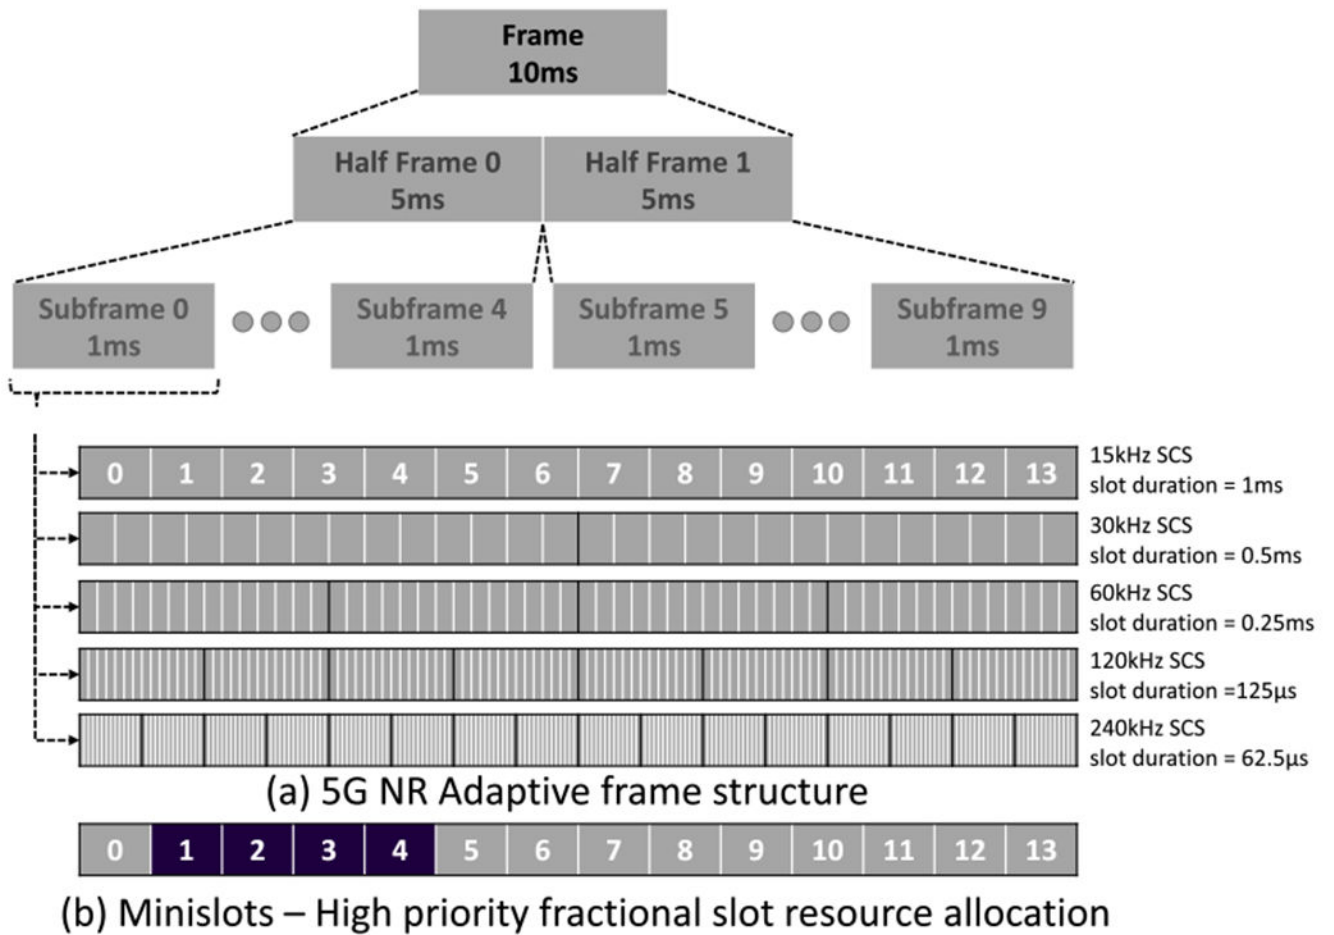 Frame
10ms
Half Frame 0
5ms
Half Frame 1
5ms
Subframe 0
1ms
Subframe 4
1ms
Subframe 5
1ms
Subframe 9
1ms
0 1 2 3 4 5 6 7 8 9 10 11 12 13
15kHz SCS
slot duration = 1ms
30kHz SCS
slot duration = 0.5ms
60kHz SCS
slot duration = 0.25ms
120kHz SCS
slot duration =125µs
240kHz SCS
slot duration = 62.5µs
(a) 5G NR Adaptive frame structure
0 1 2 3 4 5 6 7 8 9 10 11 12 13
(b) Minislots – High priority fractional slot resource allocation